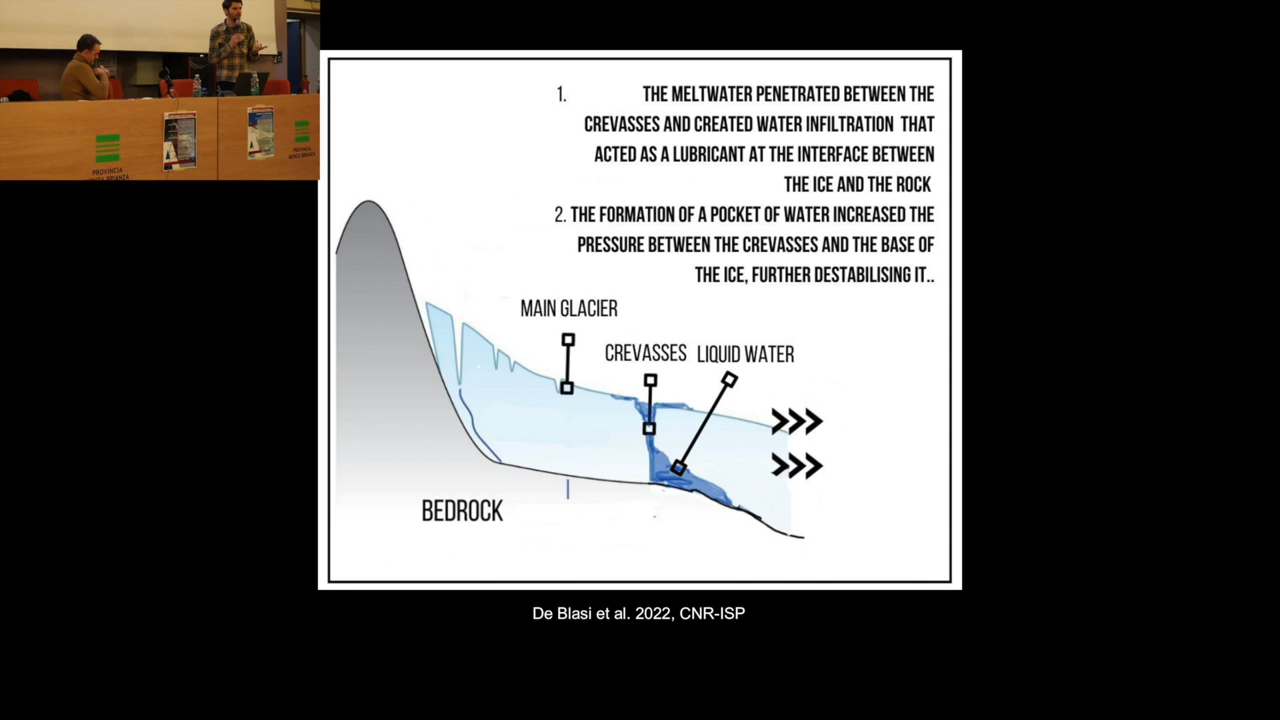 1. THE MELTWATER PENETRATED BETWEEN THE
CREVASSES AND CREATED WATER INFILTRATION THAT
ACTED AS A LUBRICANT AT THE INTERFACE BETWEEN
THE ICE AND THE ROCK
2. THE FORMATION OF A POCKET OF WATER INCREASED THE
PRESSURE BETWEEN THE CREVASSES AND THE BASE OF
THE ICE, FURTHER DESTABILISING IT..
MAIN GLACIER
CREVASSES
LIQUID WATER
BEDROCK
De Blasi et al. 2022, CNR-ISP
PROVINCIA
PROVINCIA